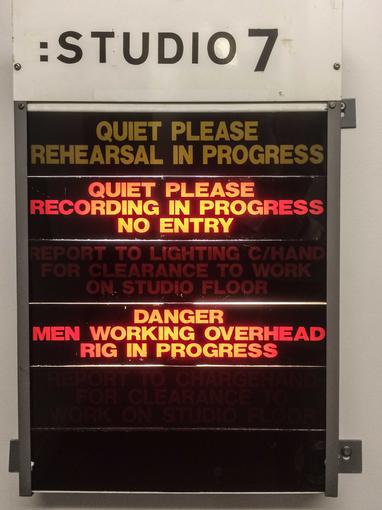 :STUDIO 7
QUIET PLEASE
REHEARSAL IN PROGRESS
QUIET PLEASE
RECORDING IN PROGRESS
NO ENTRY
REPORT TO LIGHTING C/HAND
FOR CLEARANCE TO WORK
ON STUDIO FLOOR
DANGER
MEN WORKING OVERHEAD
RIG IN PROGRESS
REPORT TO CHARGEHAND
FOR CLEARANCE TO
WORK ON STUDIO FLOOR